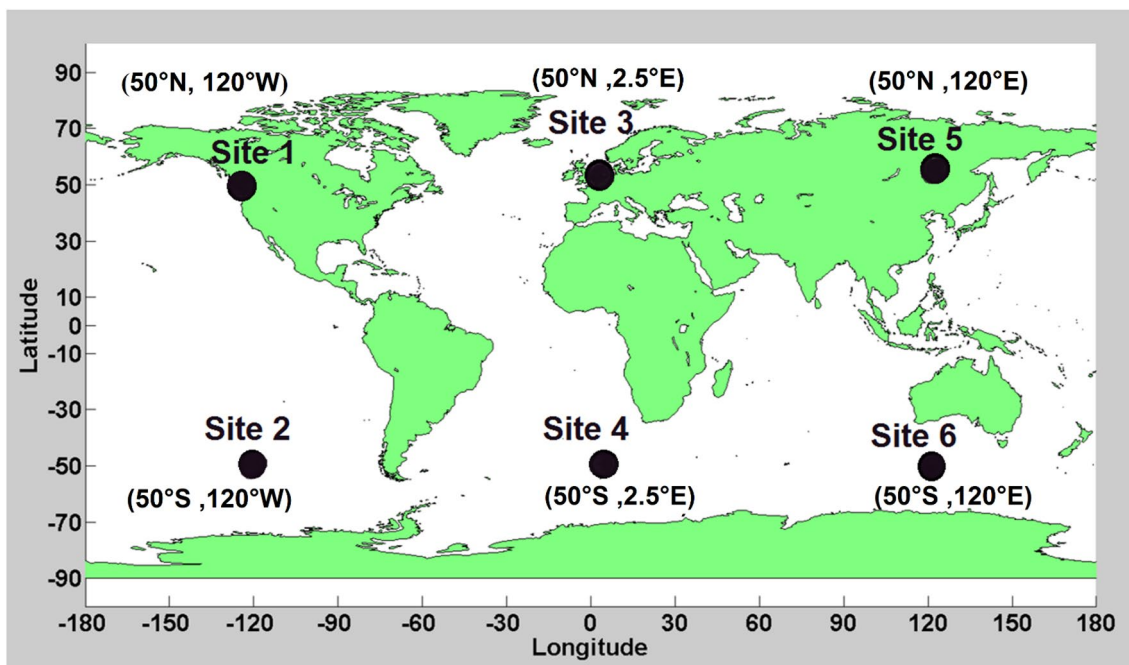 90
(50°N, 120°W)
(50°N ,2.5°E)
(50°N ,120°E)
70
Site 1
Site 3
Site 5
50
30
10
0
-10
-30
Site 2
Site 4
Site 6
-50
(50°S ,120°W)
(50°S ,2.5°E)
(50°S ,120°E)
-70
-90
Latitude
-180 -150 -120 -90 -60 -30 0 30 60 90 120 150 180
Longitude